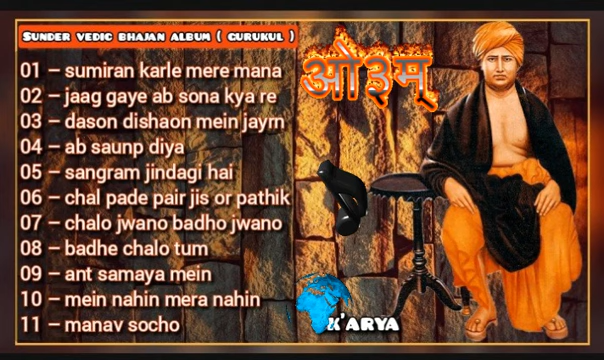 SUNDER VEDIC BHAJAN ALBUM ( GURUKUL )
ओ३म्
01 – sumiran karle mere mana
02 – jaag gaye ab sona kya re
03 – dason dishaon mein jayrn
04 – ab saunp diya
05 – sangram jindagi hai
06 – chal pade pair jis or pathik
07 – chalo jwano badho jwano
08 – badhe chalo tum
09 – ant samaya mein
10 – mein nahin mera nahin
11 – manav socho
K'ARYA